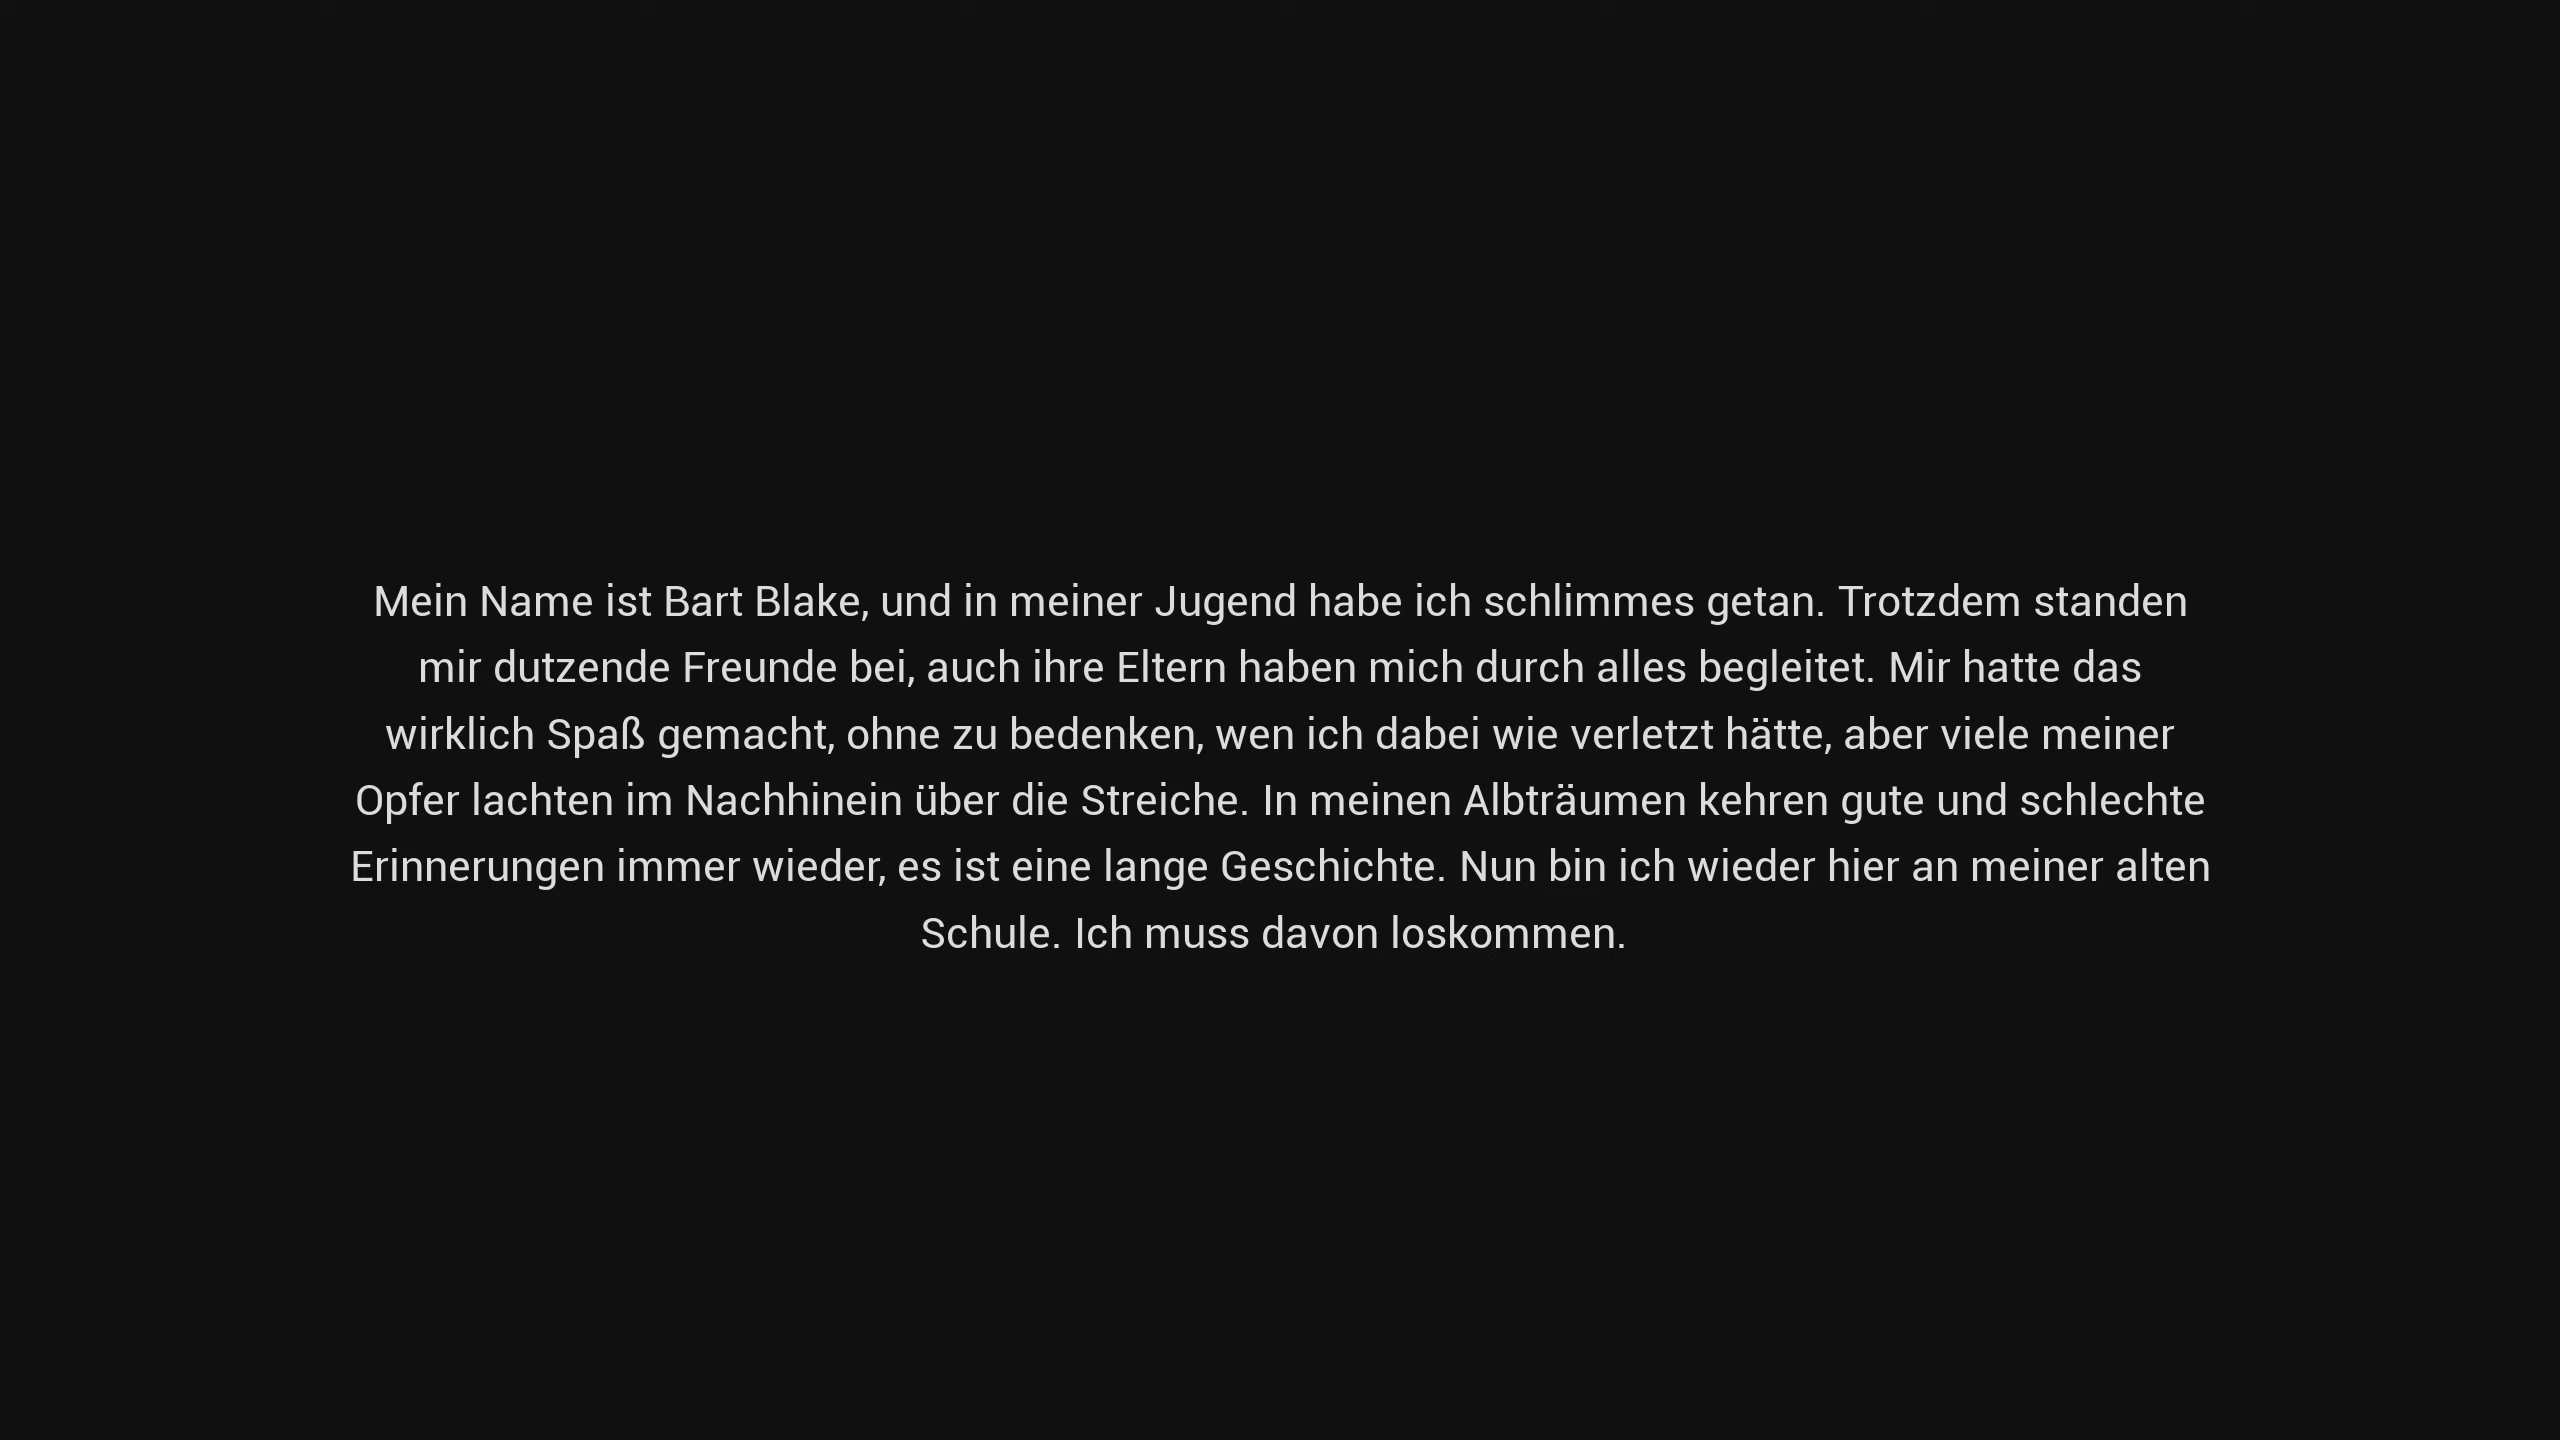 Mein Name ist Bart Blake, und in meiner Jugend habe ich schlimmes getan. Trotzdem standen
mir dutzende Freunde bei, auch ihre Eltern haben mich durch alles begleitet. Mir hatte das
wirklich Spaß gemacht, ohne zu bedenken, wen ich dabei wie verletzt hätte, aber viele meiner
Opfer lachten im Nachhinein über die Streiche. In meinen Albträumen kehren gute und schlechte
Erinnerungen immer wieder, es ist eine lange Geschichte. Nun bin ich wieder hier an meiner alten
Schule. Ich muss davon loskommen.